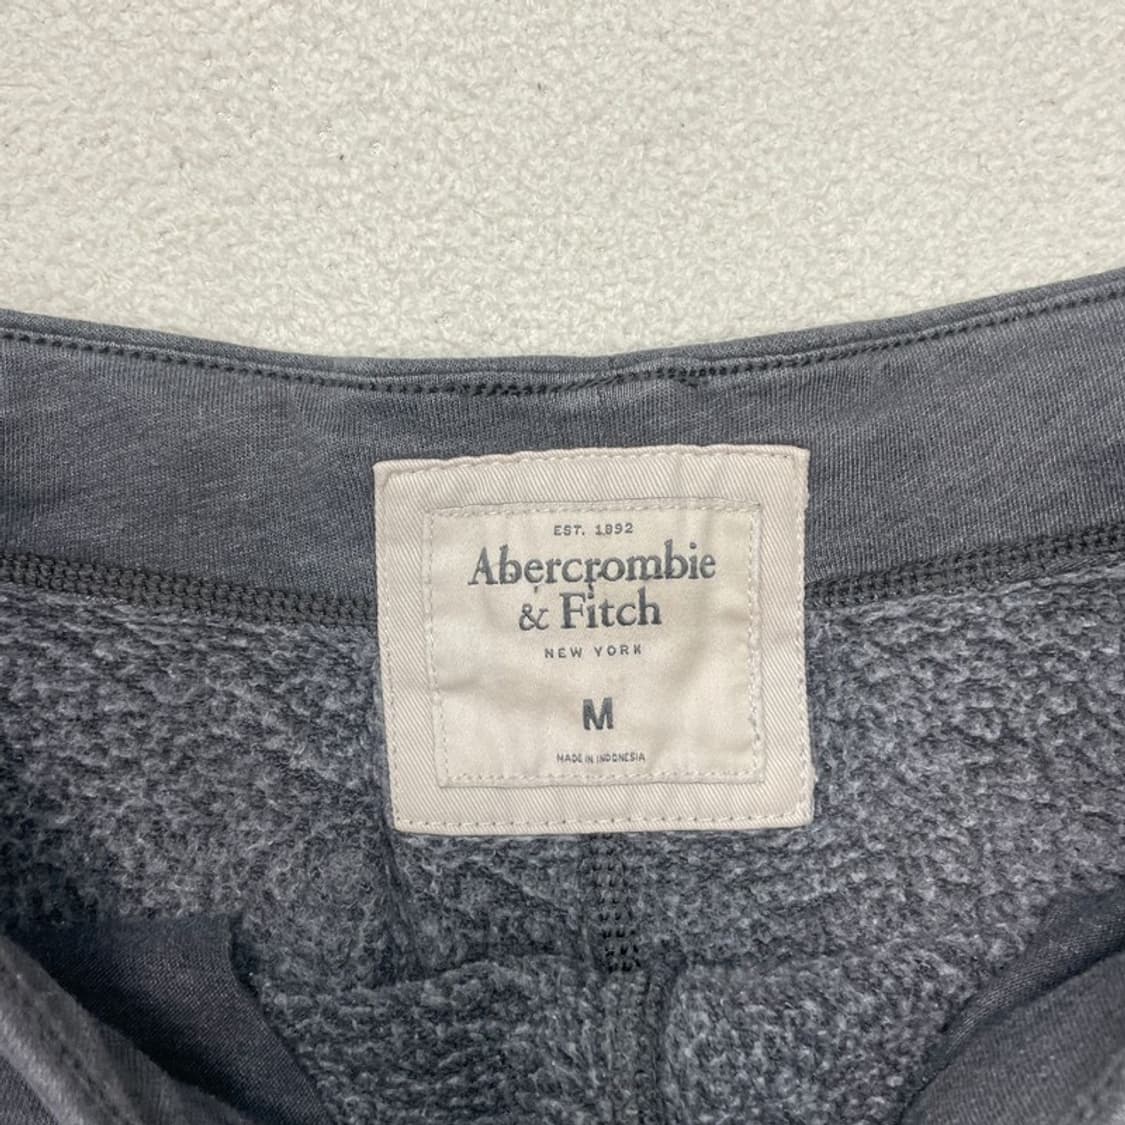 EST. 1892
Abercrombie
& Fitch
NEW YORK
M
MADE IN INDONESIA